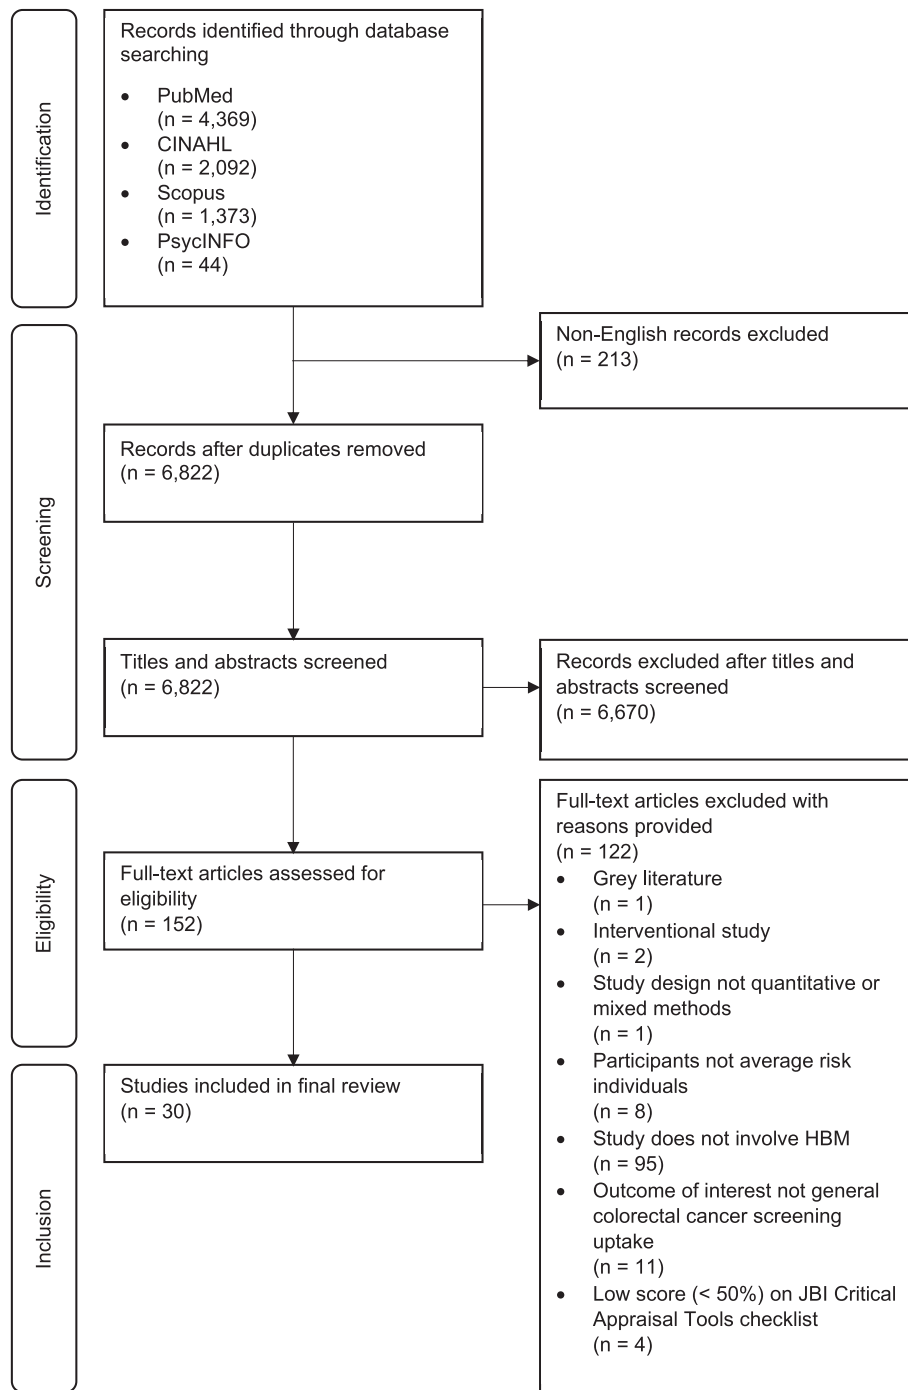 Identification
Records identified through database
searching
• PubMed
(n = 4,369)
• CINAHL
(n = 2,092)
• Scopus
(n = 1,373)
• PsycINFO
(n = 44)
Screening
Non-English records excluded
(n = 213)
Records after duplicates removed
(n = 6,822)
Titles and abstracts screened
(n = 6,822)
Records excluded after titles and
abstracts screened
(n = 6,670)
Eligibility
Full-text articles assessed for
eligibility
(n = 152)
Full-text articles excluded with
reasons provided
(n = 122)
• Grey literature
(n = 1)
• Interventional study
(n = 2)
• Study design not quantitative or
mixed methods
(n = 1)
• Participants not average risk
individuals
(n = 8)
• Study does not involve HBM
(n = 95)
• Outcome of interest not general
colorectal cancer screening
uptake
(n = 11)
• Low score (< 50%) on JBI Critical
Appraisal Tools checklist
(n = 4)
Inclusion
Studies included in final review
(n = 30)